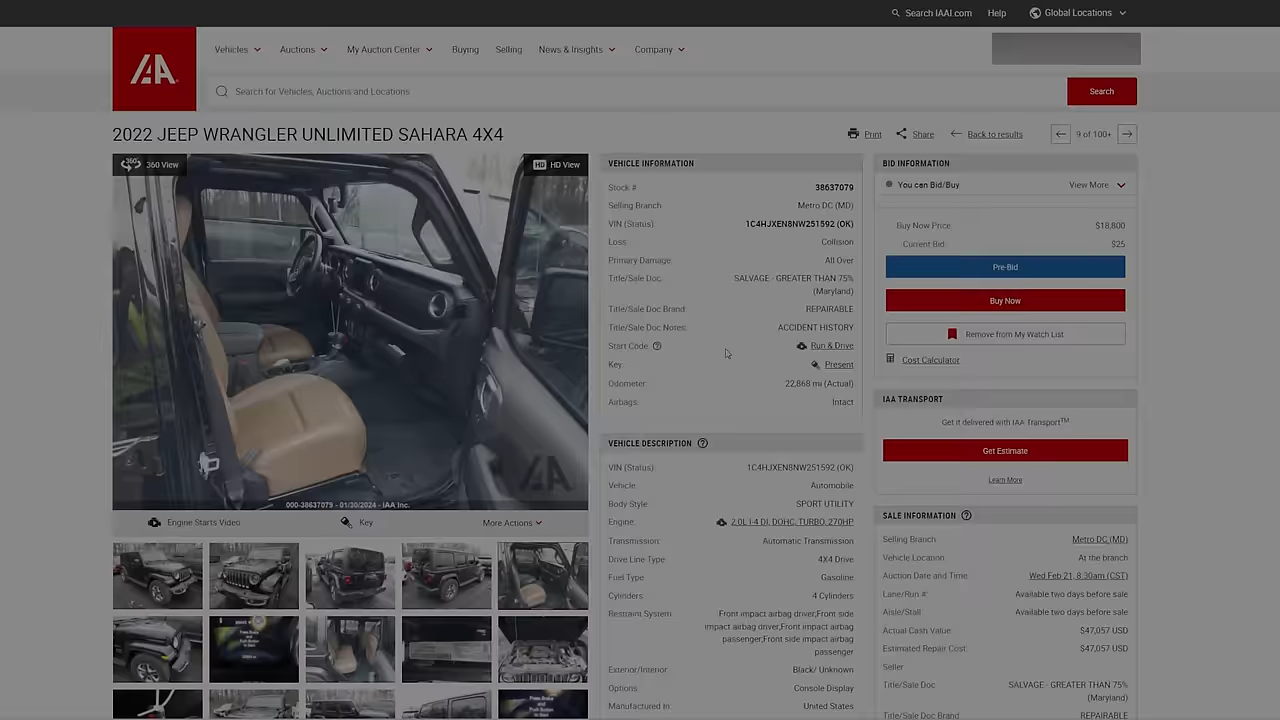 Search IAAI.com Help Global Locations
IAA
Vehicles Auctions My Auction Center Buying Selling News & Insights Company
Search for Vehicles, Auctions and Locations
Search
2022 JEEP WRANGLER UNLIMITED SAHARA 4X4
Print Share Back to results 9 of 100+
360° 360 View
HD HD View
000-38637079 - 01/30/2024 - IAA Inc.
Engine Starts Video Key More Actions
VEHICLE INFORMATION
Stock # 38637079
Selling Branch Metro DC (MD)
VIN (Status): 1C4HJXEN8NW251592 (OK)
Loss: Collision
Primary Damage: All Over
Title/Sale Doc: SALVAGE - GREATER THAN 75%
(Maryland)
Title/Sale Doc Brand: REPAIRABLE
Title/Sale Doc Notes: ACCIDENT HISTORY
Start Code: Run & Drive
Key: Present
Odometer: 22,868 mi (Actual)
Airbags: Intact
VEHICLE DESCRIPTION
VIN (Status): 1C4HJXEN8NW251592 (OK)
Vehicle: Automobile
Body Style: SPORT UTILITY
Engine: 2.0L I-4 DI, DOHC, TURBO, 270HP
Transmission: Automatic Transmission
Drive Line Type: 4X4 Drive
Fuel Type: Gasoline
Cylinders: 4 Cylinders
Restraint System: Front impact airbag driver;Front side
impact airbag driver;Front impact airbag
passenger;Front side impact airbag
passenger
Exterior/Interior: Black/ Unknown
Options: Console Display
Manufactured In: United States
BID INFORMATION
You can Bid/Buy View More
Buy Now Price: $18,800
Current Bid: $25
Pre-Bid
Buy Now
Remove from My Watch List
Cost Calculator
IAA TRANSPORT
Get it delivered with IAA Transport™
Get Estimate
Learn More
SALE INFORMATION
Selling Branch: Metro DC (MD)
Vehicle Location: At the branch
Auction Date and Time: Wed Feb 21, 8:30am (CST)
Lane/Run #: Available two days before sale
Aisle/Stall: Available two days before sale
Actual Cash Value: $47,057 USD
Estimated Repair Cost: $47,057 USD
Seller
Title/Sale Doc: SALVAGE - GREATER THAN 75%
(Maryland)
Title/Sale Doc Brand REPAIRABLE